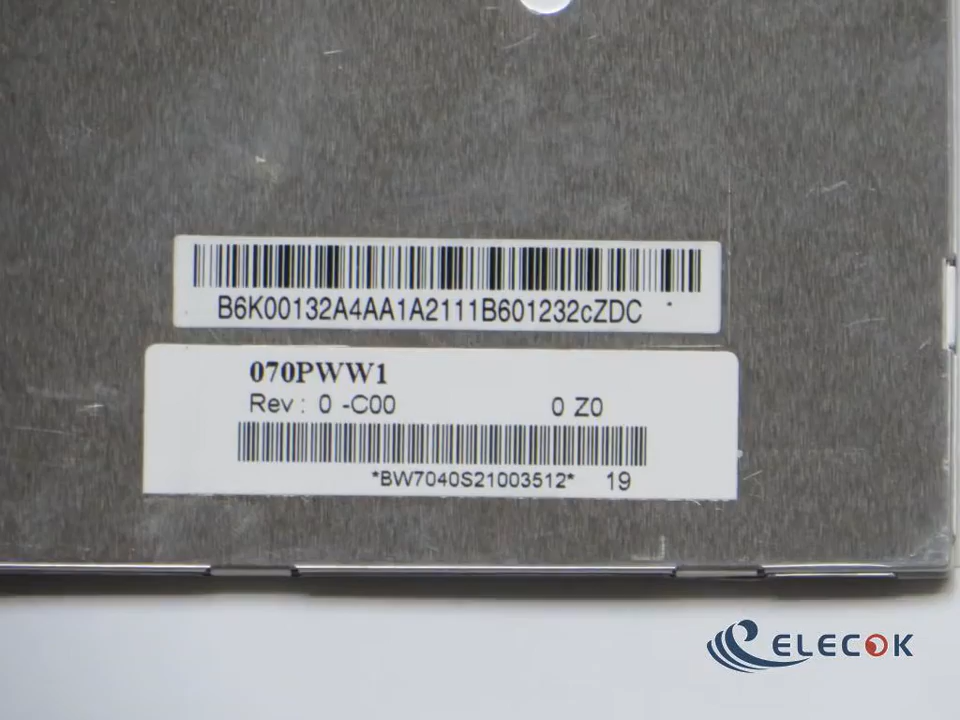 B6K00132A4AA1A2111B601232cZDC
070PWW1
Rev : 0 -C00 0 Z0
*BW7040S21003512* 19
ELECOK